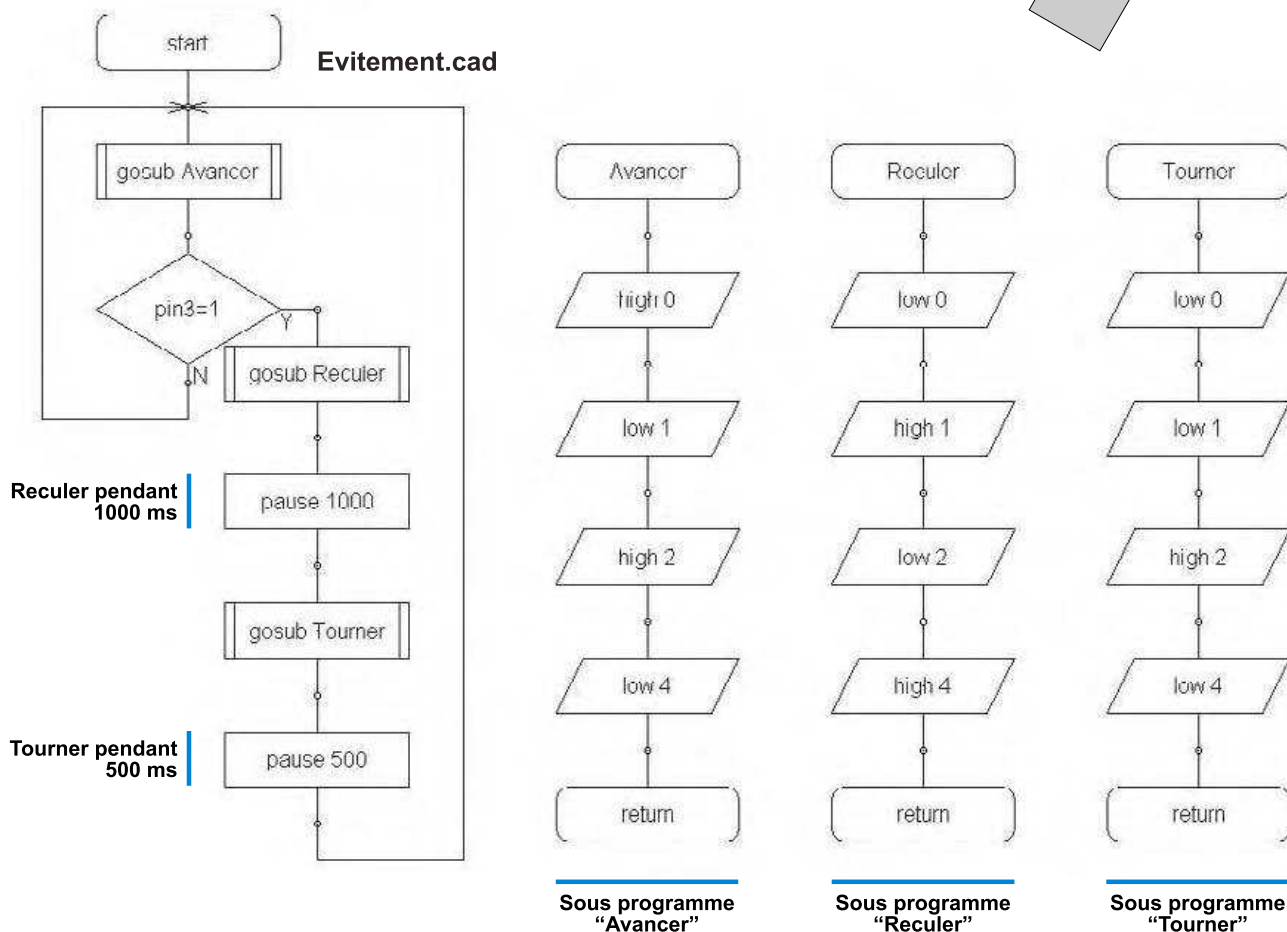 start
Evitement.cad
gosub Avancer
pin3=1
Y
N
gosub Reculer
Reculer pendant
1000 ms
pause 1000
gosub Tourner
Tourner pendant
500 ms
pause 500
Avancer
high 0
low 1
high 2
low 4
return
Sous programme
“Avancer”
Reculer
low 0
high 1
low 2
high 4
return
Sous programme
“Reculer”
Tourner
low 0
low 1
high 2
low 4
return
Sous programme
“Tourner”